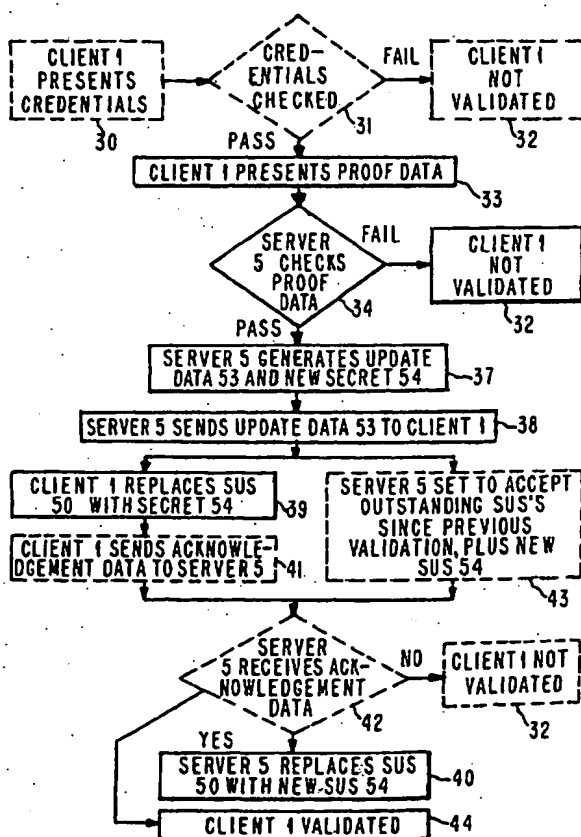 CLIENT 1
PRESENTS
CREDENTIALS
30
CRED-
ENTIALS
CHECKED
31
FAIL
CLIENT 1
NOT
VALIDATED
32
PASS
CLIENT 1 PRESENTS PROOF DATA
33
SERVER
5 CHECKS
PROOF
DATA
34
FAIL
CLIENT 1
NOT
VALIDATED
32
PASS
SERVER 5 GENERATES UPDATE
DATA 53 AND NEW SECRET 54
37
SERVER 5 SENDS UPDATE DATA 53 TO CLIENT 1
38
CLIENT 1 REPLACES SUS
50 WITH SECRET 54
39
CLIENT 1 SENDS ACKNOWLE-
DGEMENT DATA TO SERVER 5
41
SERVER 5 SET TO ACCEPT
OUTSTANDING SUS'S
SINCE PREVIOUS
VALIDATION, PLUS NEW
SUS 54
43
SERVER
5 RECEIVES ACK-
NOWLEDGEMENT
DATA
42
NO
CLIENT 1 NOT
VALIDATED
32
YES
SERVER 5 REPLACES SUS
50 WITH NEW SUS 54
40
CLIENT 1 VALIDATED
44